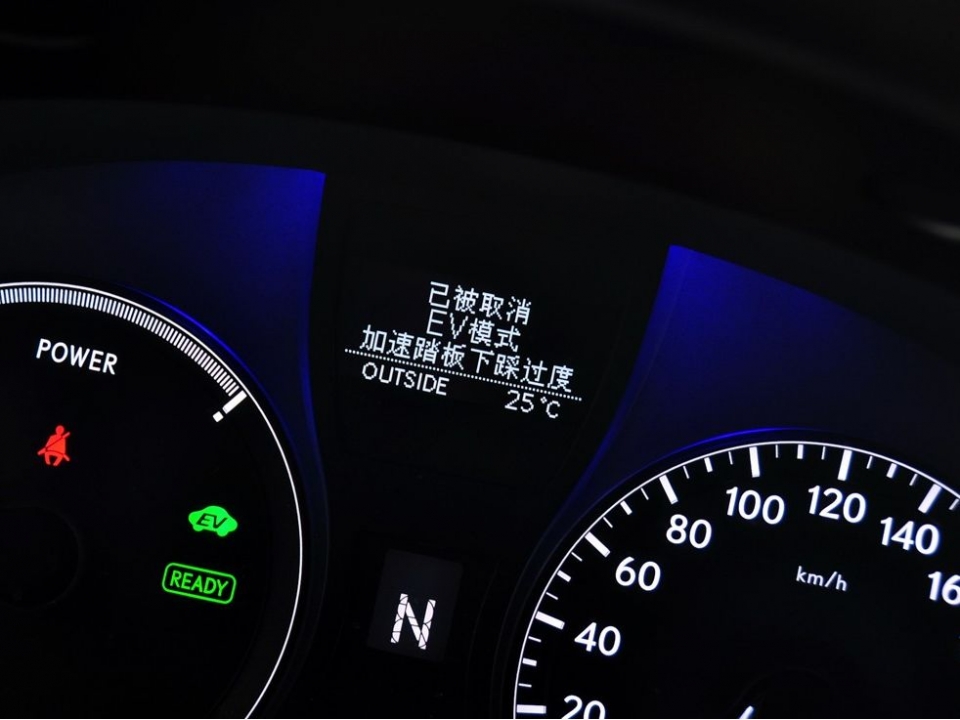 已被取消
EV模式
加速踏板下踩过度
OUTSIDE
25°C
POWER
EV
READY
N
20
40
60
80
100
120
140
km/h